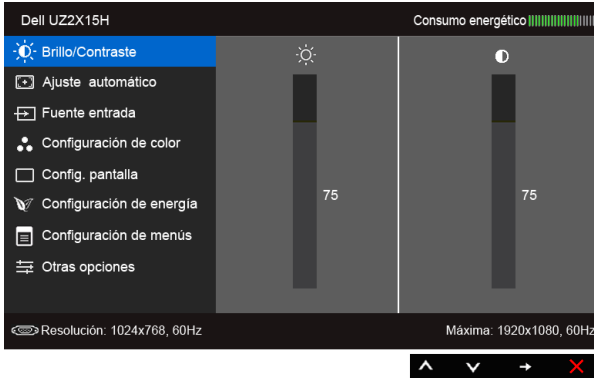 Dell UZ2X15H
Consumo energético
Brillo/Contraste
Ajuste automático
Fuente entrada
Configuración de color
Config. pantalla
Configuración de energía
Configuración de menús
Otras opciones
75
75
Resolución: 1024x768, 60Hz
Máxima: 1920x1080, 60Hz